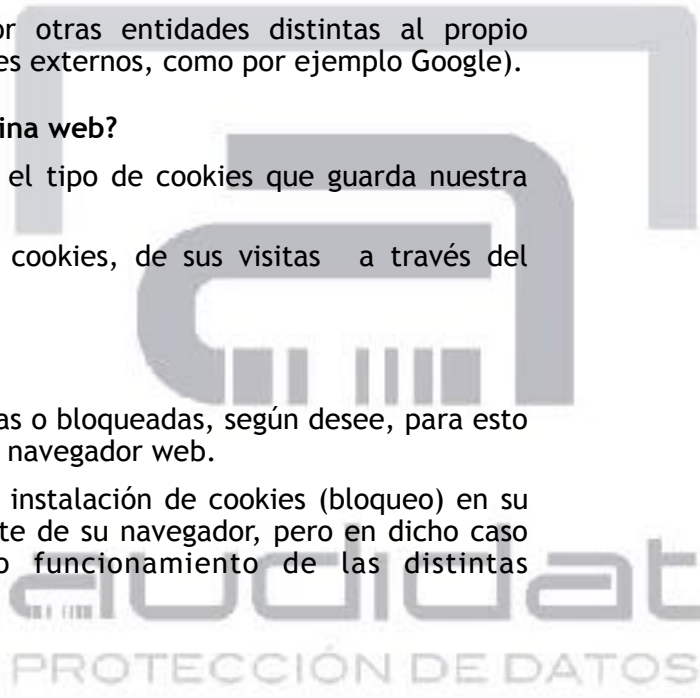 or otras entidades distintas al propio
es externos, como por ejemplo Google).
ina web?
el tipo de cookies que guarda nuestra
cookies, de sus visitas a través del
as o bloqueadas, según desee, para esto
navegador web.
instalación de cookies (bloqueo) en su
te de su navegador, pero en dicho caso
o funcionamiento de las distintas
audidat
PROTECCIÓN DE DATOS